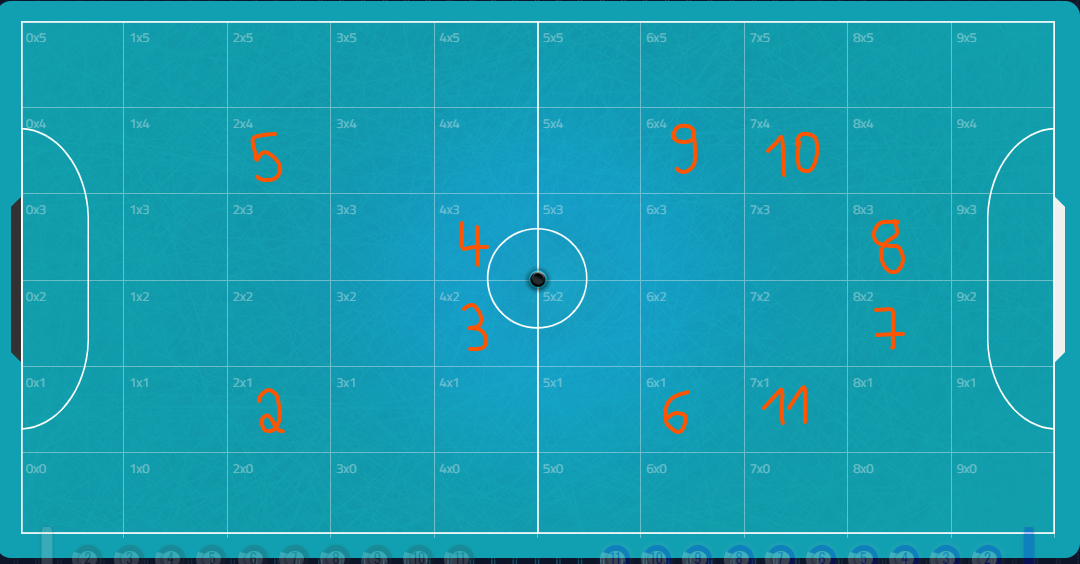 0x5 1x5 2x5 3x5 4x5 5x5 6x5 7x5 8x5 9x5
0x4 1x4 2x4 3x4 4x4 5x4 6x4 7x4 8x4 9x4
5 9 10
0x3 1x3 2x3 3x3 4x3 5x3 6x3 7x3 8x3 9x3
4 8
0x2 1x2 2x2 3x2 4x2 5x2 6x2 7x2 8x2 9x2
3 7
0x1 1x1 2x1 3x1 4x1 5x1 6x1 7x1 8x1 9x1
2 6 11
0x0 1x0 2x0 3x0 4x0 5x0 6x0 7x0 8x0 9x0